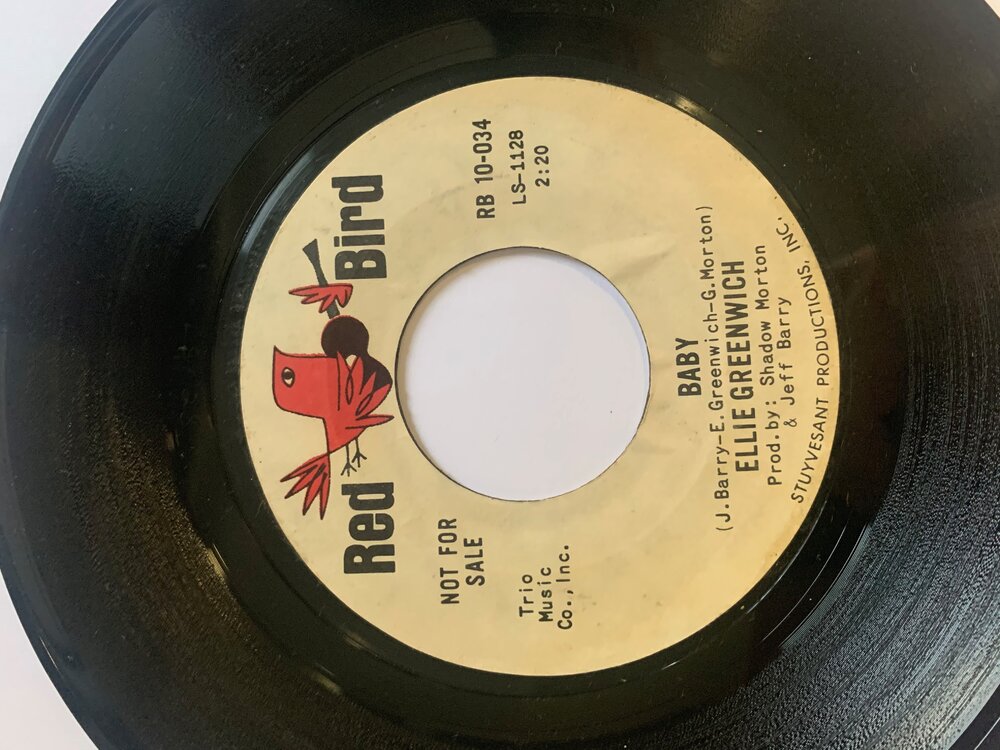 Red Bird
NOT FOR
SALE
Trio
Music
Co., Inc.
RB 10-034
LS-1128
2:20
BABY
(J. Barry-E. Greenwich-G. Morton)
ELLIE GREENWICH
Prod. by: Shadow Morton
& Jeff Barry
STUYVESANT PRODUCTIONS, INC.